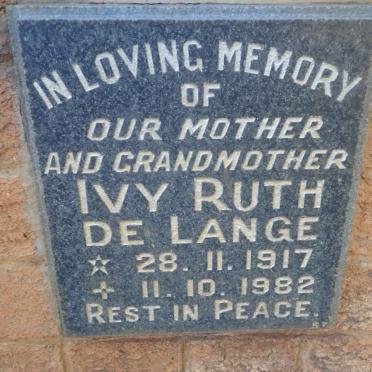 IN LOVING MEMORY
OF
OUR MOTHER
AND GRANDMOTHER
IVY RUTH
DE LANGE
☆ 28. 11. 1917
✢ 11. 10. 1982
REST IN PEACE.